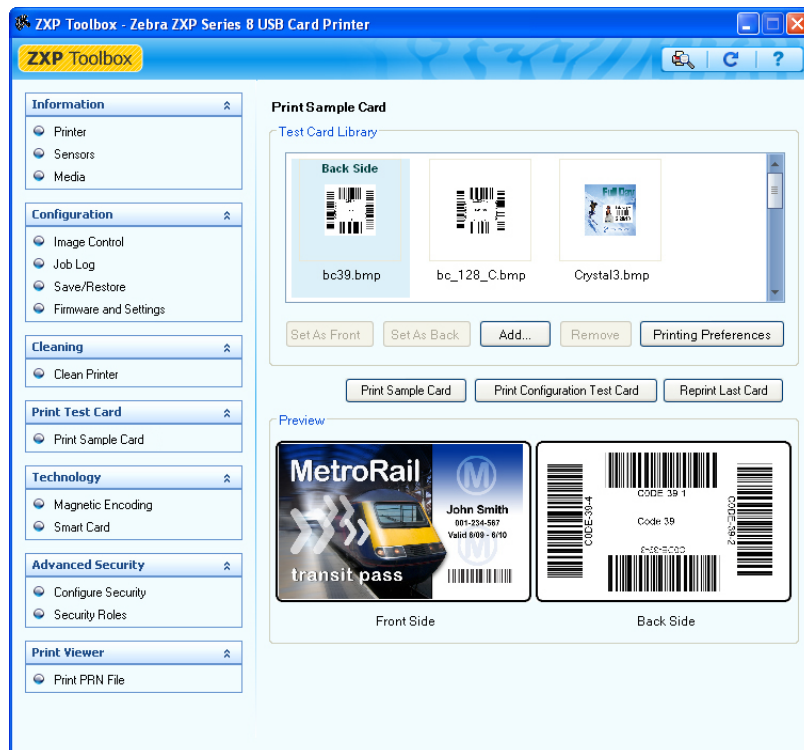 ZXP Toolbox - Zebra ZXP Series 8 USB Card Printer
ZXP Toolbox
?
Information
Printer
Sensors
Media
Configuration
Image Control
Job Log
Save/Restore
Firmware and Settings
Cleaning
Clean Printer
Print Test Card
Print Sample Card
Technology
Magnetic Encoding
Smart Card
Advanced Security
Configure Security
Security Roles
Print Viewer
Print PRN File
Print Sample Card
Test Card Library
Back Side
Full Day
bc39.bmp
bc_128_C.bmp
Crystal3.bmp
Set As Front
Set As Back
Add...
Remove
Printing Preferences
Print Sample Card
Print Configuration Test Card
Reprint Last Card
Preview
MetroRail
M
John Smith
001-234-567
Valid 6/09 - 6/10
transit pass
CODE-39-4
CODE 39 1
Code 39
CODE-39-2
CODE-39-3
Front Side
Back Side